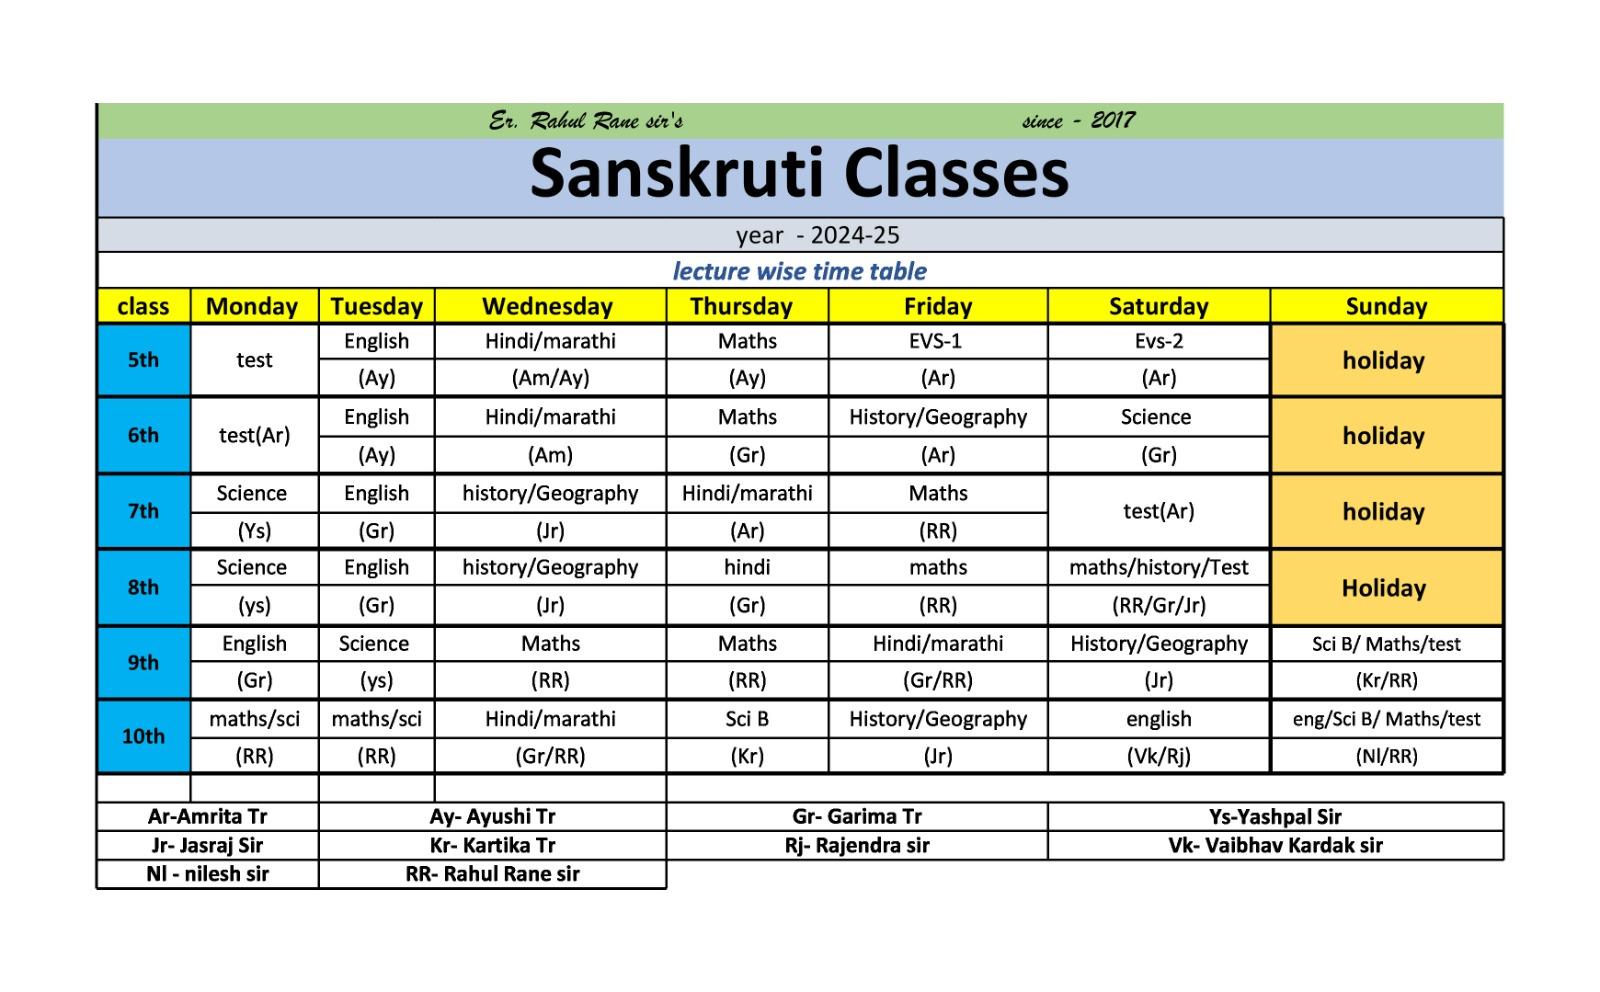 Er. Rahul Rane sir's since - 2017
Sanskruti Classes
year - 2024-25
lecture wise time table
class Monday Tuesday Wednesday Thursday Friday Saturday Sunday
5th test English Hindi/marathi Maths EVS-1 Evs-2 holiday
(Ay) (Am/Ay) (Ay) (Ar) (Ar)
6th test(Ar) English Hindi/marathi Maths History/Geography Science holiday
(Ay) (Am) (Gr) (Ar) (Gr)
7th Science English history/Geography Hindi/marathi Maths test(Ar) holiday
(Ys) (Gr) (Jr) (Ar) (RR)
8th Science English history/Geography hindi maths maths/history/Test Holiday
(ys) (Gr) (Jr) (Gr) (RR) (RR/Gr/Jr)
9th English Science Maths Maths Hindi/marathi History/Geography Sci B/ Maths/test
(Gr) (ys) (RR) (RR) (Gr/RR) (Jr) (Kr/RR)
10th maths/sci maths/sci Hindi/marathi Sci B History/Geography english eng/Sci B/ Maths/test
(RR) (RR) (Gr/RR) (Kr) (Jr) (Vk/Rj) (Nl/RR)
Ar-Amrita Tr Ay- Ayushi Tr Gr- Garima Tr Ys-Yashpal Sir
Jr- Jasraj Sir Kr- Kartika Tr Rj- Rajendra sir Vk- Vaibhav Kardak sir
Nl - nilesh sir RR- Rahul Rane sir